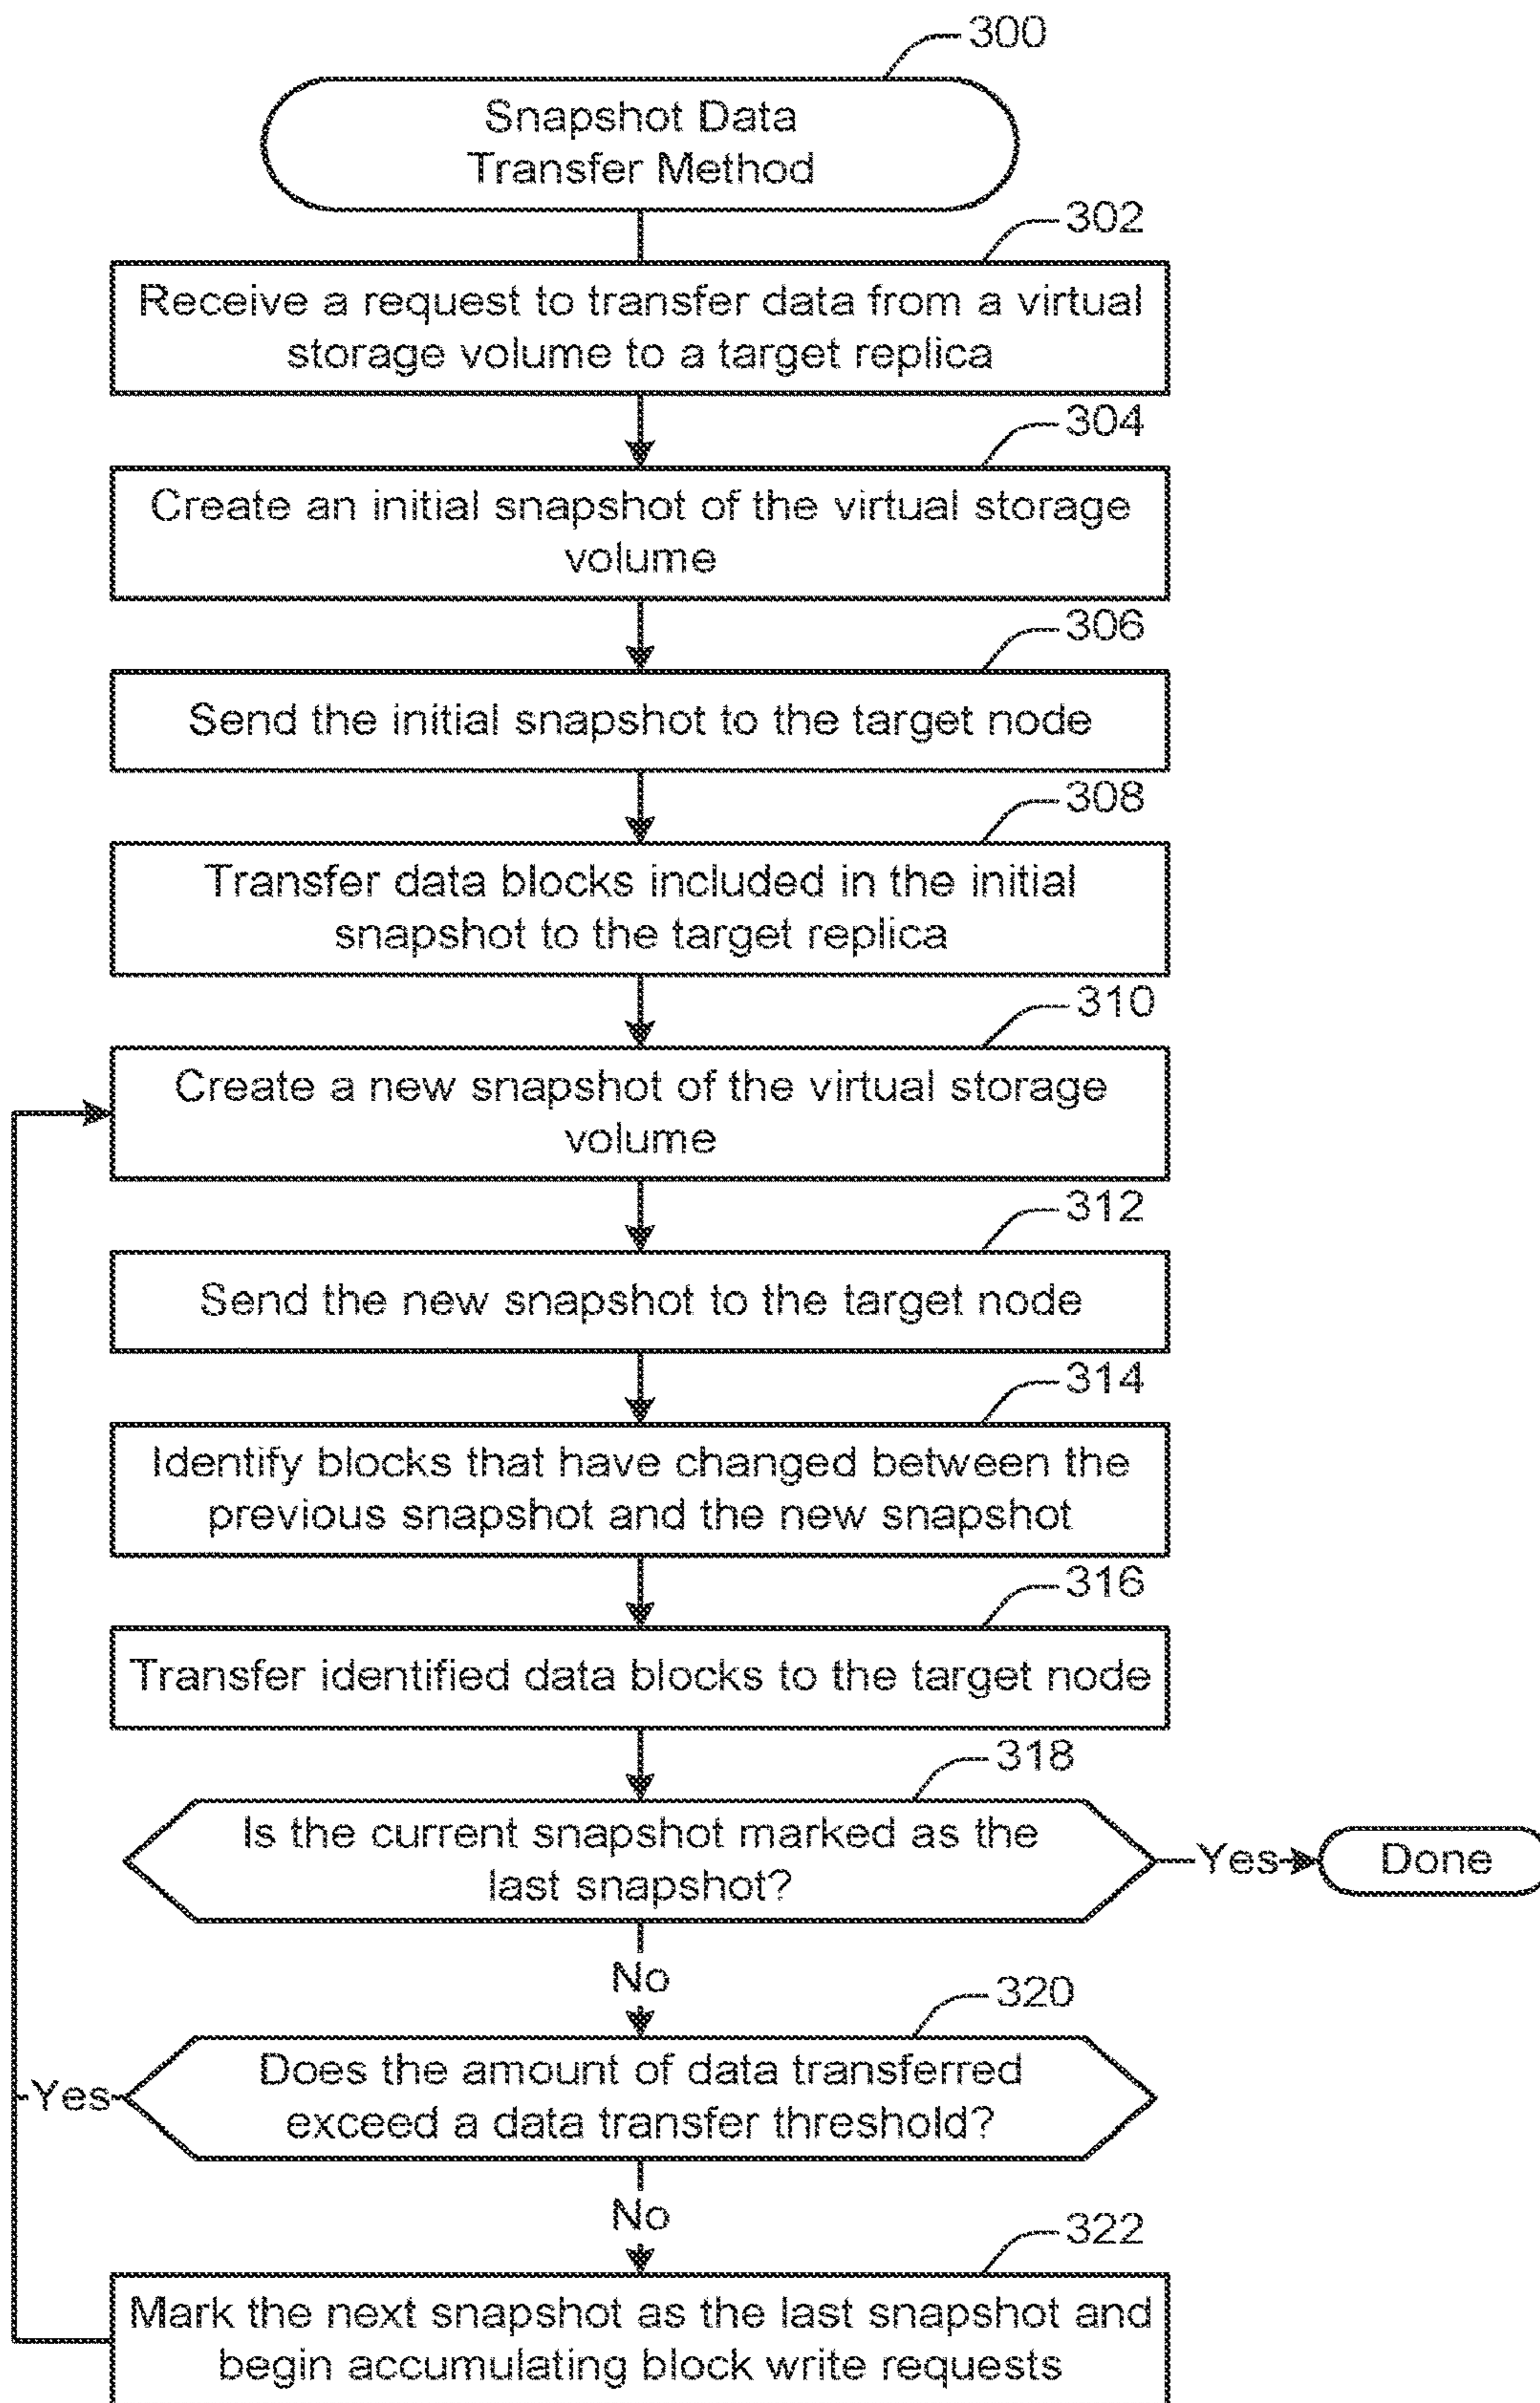 300
Snapshot Data
Transfer Method
302
Receive a request to transfer data from a virtual
storage volume to a target replica
304
Create an initial snapshot of the virtual storage
volume
306
Send the initial snapshot to the target node
308
Transfer data blocks included in the initial
snapshot to the target replica
310
Create a new snapshot of the virtual storage
volume
312
Send the new snapshot to the target node
314
Identify blocks that have changed between the
previous snapshot and the new snapshot
316
Transfer identified data blocks to the target node
318
Is the current snapshot marked as the
last snapshot?
Yes
Done
No
320
Does the amount of data transferred
exceed a data transfer threshold?
Yes
No
322
Mark the next snapshot as the last snapshot and
begin accumulating block write requests